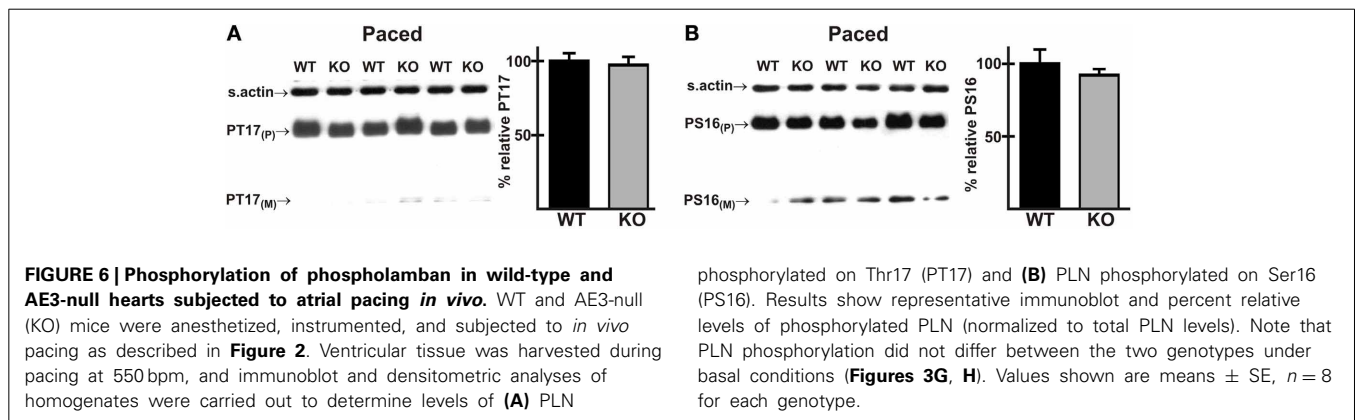 A
Paced
WT KO WT KO WT KO
s.actin→
PT17(P)→
PT17(M)→
% relative PT17
100
50
WT KO
B
Paced
WT KO WT KO WT KO
s.actin→
PS16(P)→
PS16(M)→
% relative PS16
100
50
WT KO
FIGURE 6 | Phosphorylation of phospholamban in wild-type and
AE3-null hearts subjected to atrial pacing in vivo. WT and AE3-null
(KO) mice were anesthetized, instrumented, and subjected to in vivo
pacing as described in Figure 2. Ventricular tissue was harvested during
pacing at 550 bpm, and immunoblot and densitometric analyses of
homogenates were carried out to determine levels of (A) PLN
phosphorylated on Thr17 (PT17) and (B) PLN phosphorylated on Ser16
(PS16). Results show representative immunoblot and percent relative
levels of phosphorylated PLN (normalized to total PLN levels). Note that
PLN phosphorylation did not differ between the two genotypes under
basal conditions (Figures 3G, H). Values shown are means ± SE, n = 8
for each genotype.